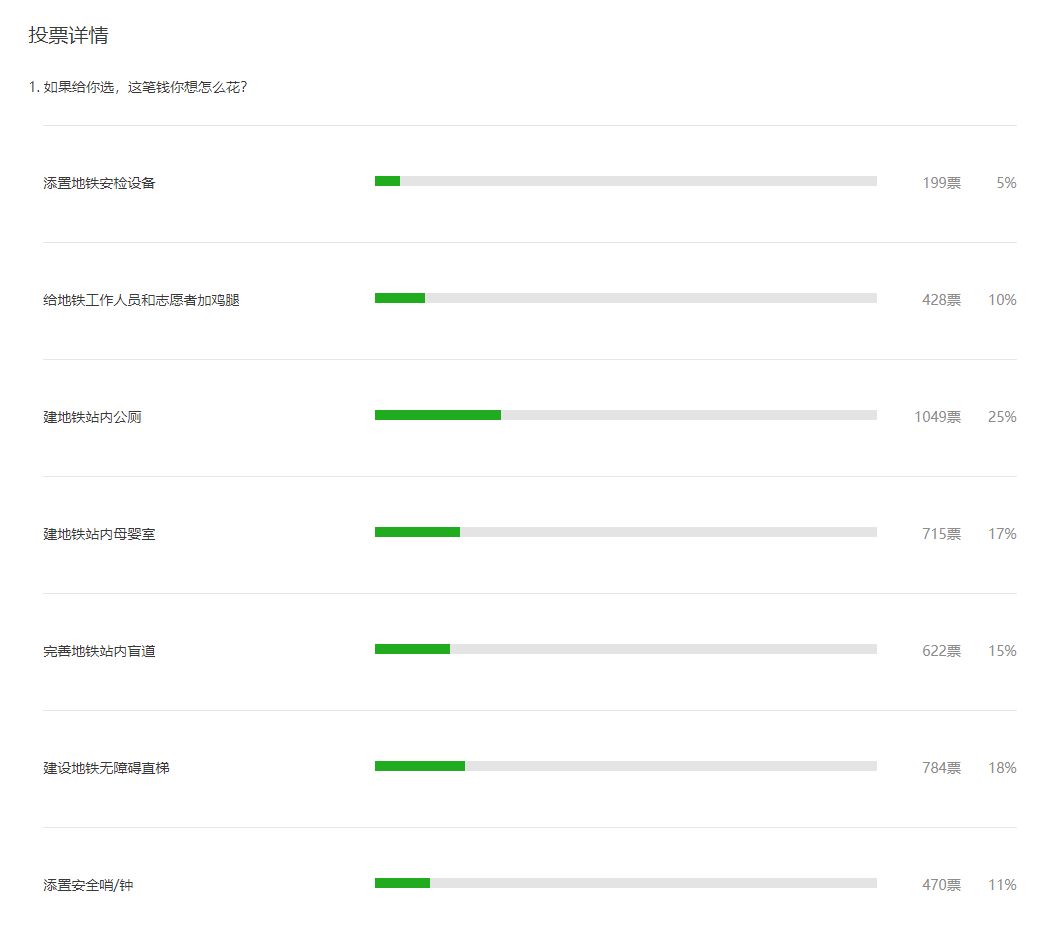 投票详情
1. 如果给你选，这笔钱你想怎么花?
添置地铁安检设备 199票 5%
给地铁工作人员和志愿者加鸡腿 428票 10%
建地铁站内公厕 1049票 25%
建地铁站内母婴室 715票 17%
完善地铁站内盲道 622票 15%
建设地铁无障碍直梯 784票 18%
添置安全哨/钟 470票 11%